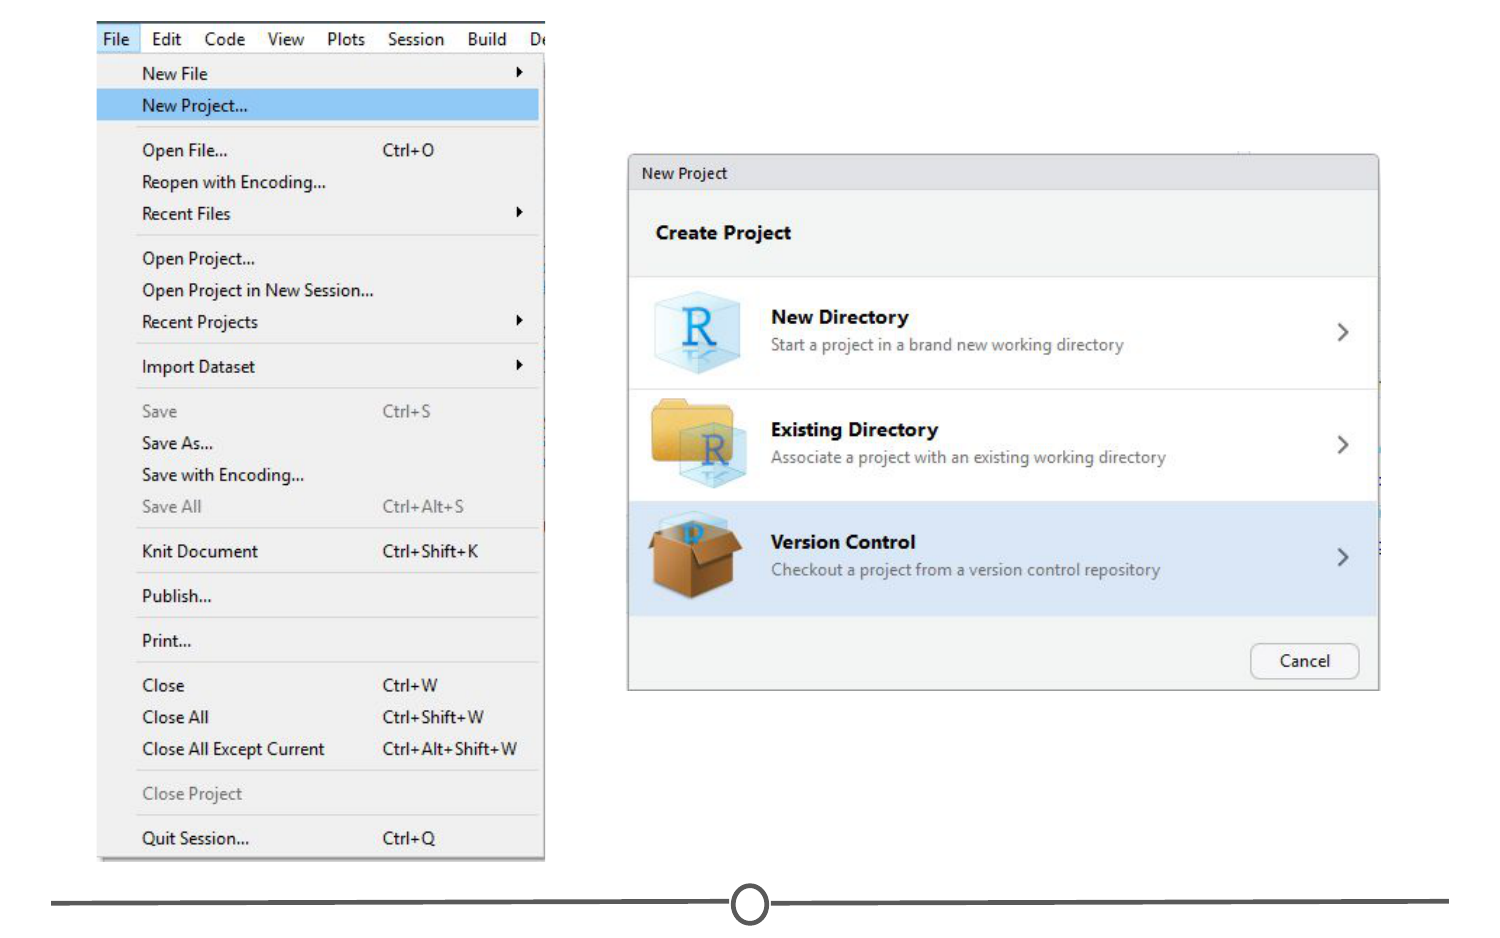 File Edit Code View Plots Session Build
New File
New Project...
Open File... Ctrl+O
Reopen with Encoding...
Recent Files
Open Project...
Open Project in New Session...
Recent Projects
Import Dataset
Save Ctrl+S
Save As...
Save with Encoding...
Save All Ctrl+Alt+S
Knit Document Ctrl+Shift+K
Publish...
Print...
Close Ctrl+W
Close All Ctrl+Shift+W
Close All Except Current Ctrl+Alt+Shift+W
Close Project
Quit Session... Ctrl+Q
New Project
Create Project
R
New Directory
Start a project in a brand new working directory
R
Existing Directory
Associate a project with an existing working directory
R
Version Control
Checkout a project from a version control repository
Cancel